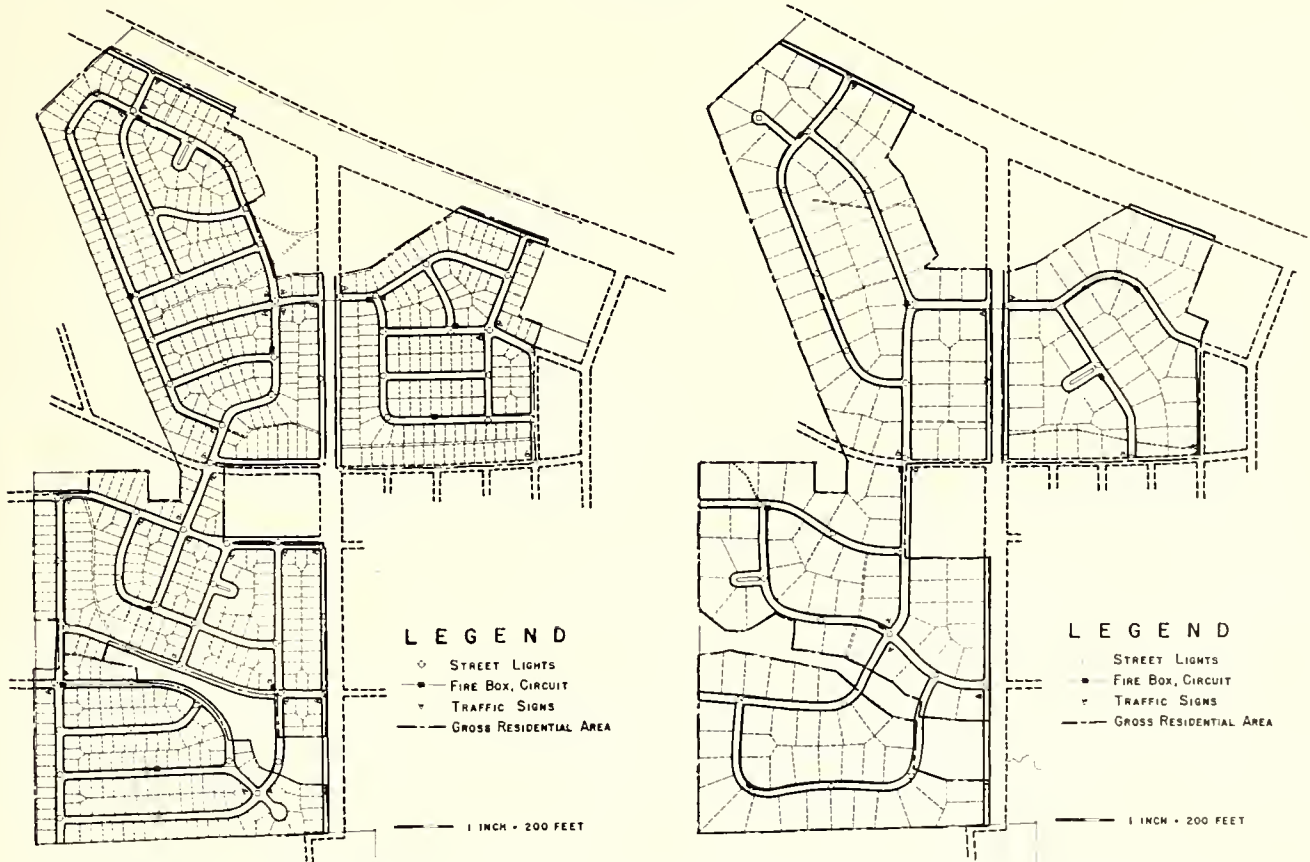 LEGEND
STREET LIGHTS
FIRE BOX, CIRCUIT
TRAFFIC SIGNS
GROSS RESIDENTIAL AREA
1 INCH = 200 FEET
LEGEND
STREET LIGHTS
FIRE BOX, CIRCUIT
TRAFFIC SIGNS
GROSS RESIDENTIAL AREA
1 INCH = 200 FEET